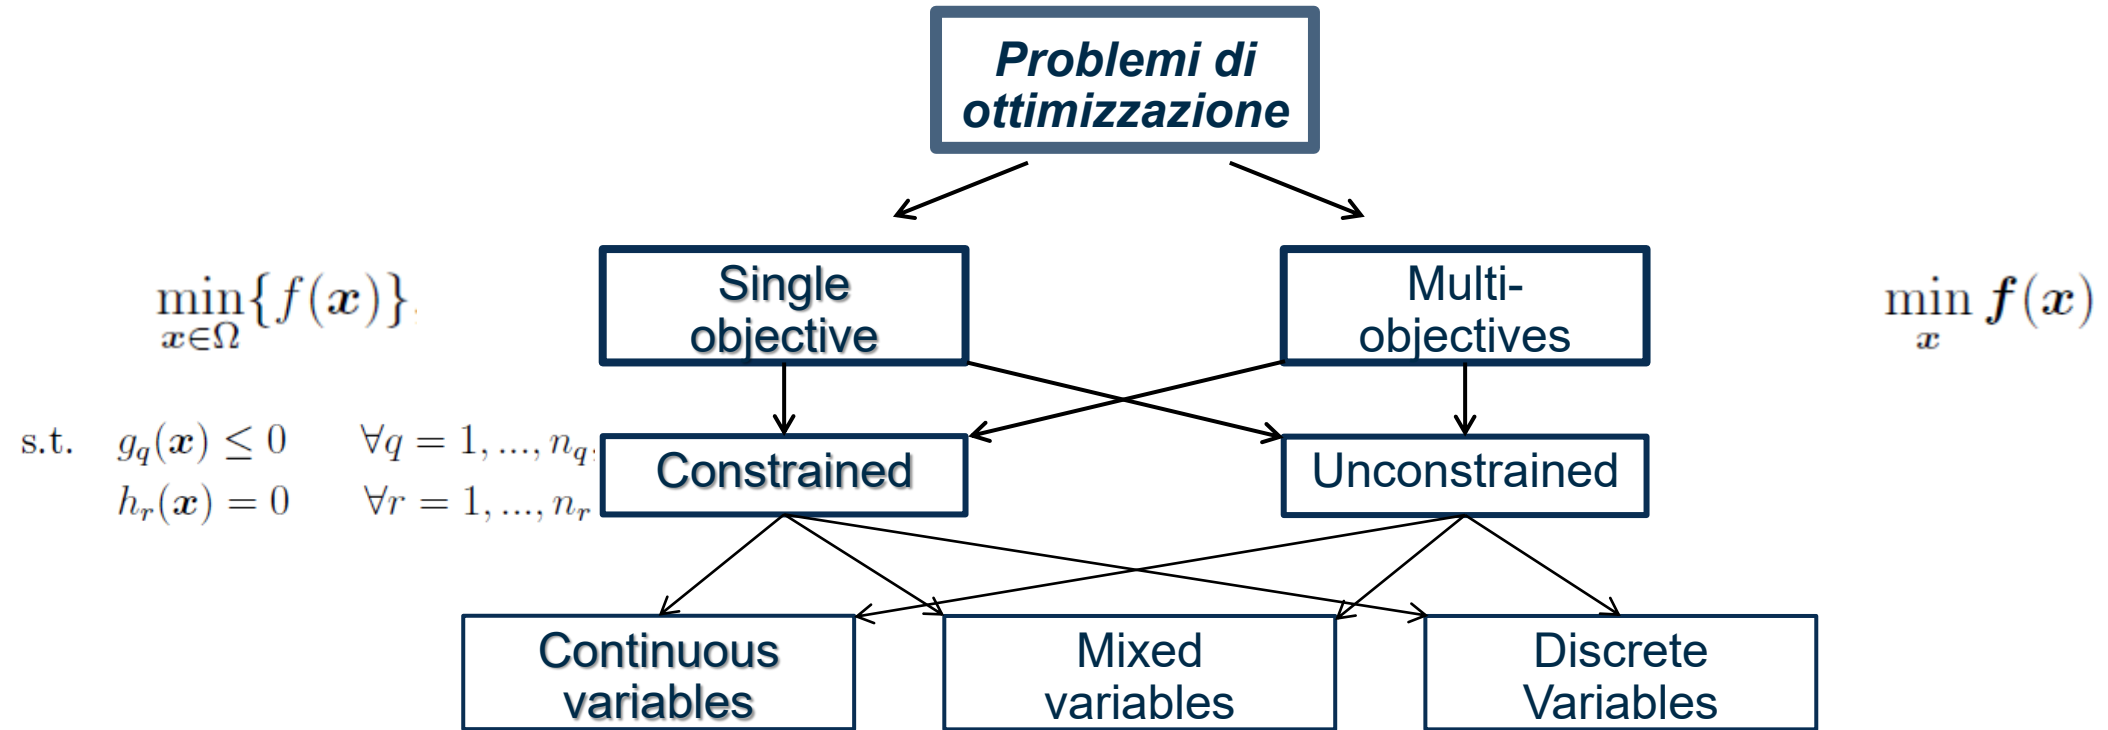 Problemi di
ottimizzazione
min{f(x)},
x∈Ω
Single
objective
Multi-
objectives
min f(x)
x
s.t. g_q(x) ≤ 0 ∀q = 1, ..., n_q,
h_r(x) = 0 ∀r = 1, ..., n_r
Constrained
Unconstrained
Continuous
variables
Mixed
variables
Discrete
Variables